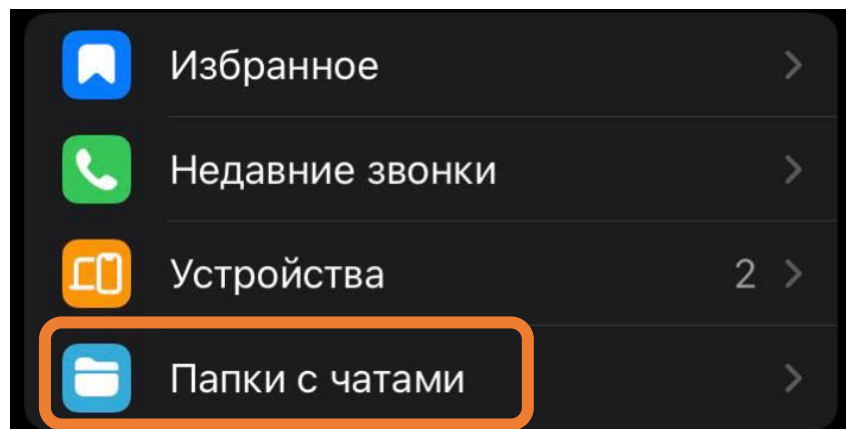 Избранное
Недавние звонки
Устройства 2
Папки с чатами